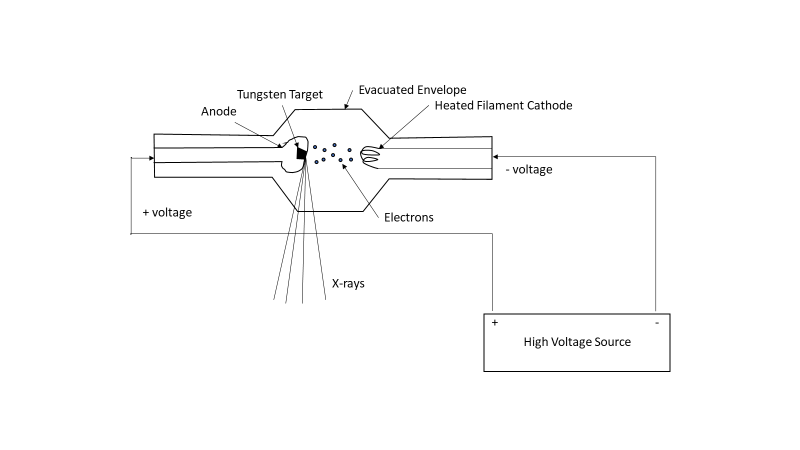 Evacuated Envelope
Tungsten Target
Heated Filament Cathode
Anode
- voltage
+ voltage
Electrons
X-rays
+
-
High Voltage Source